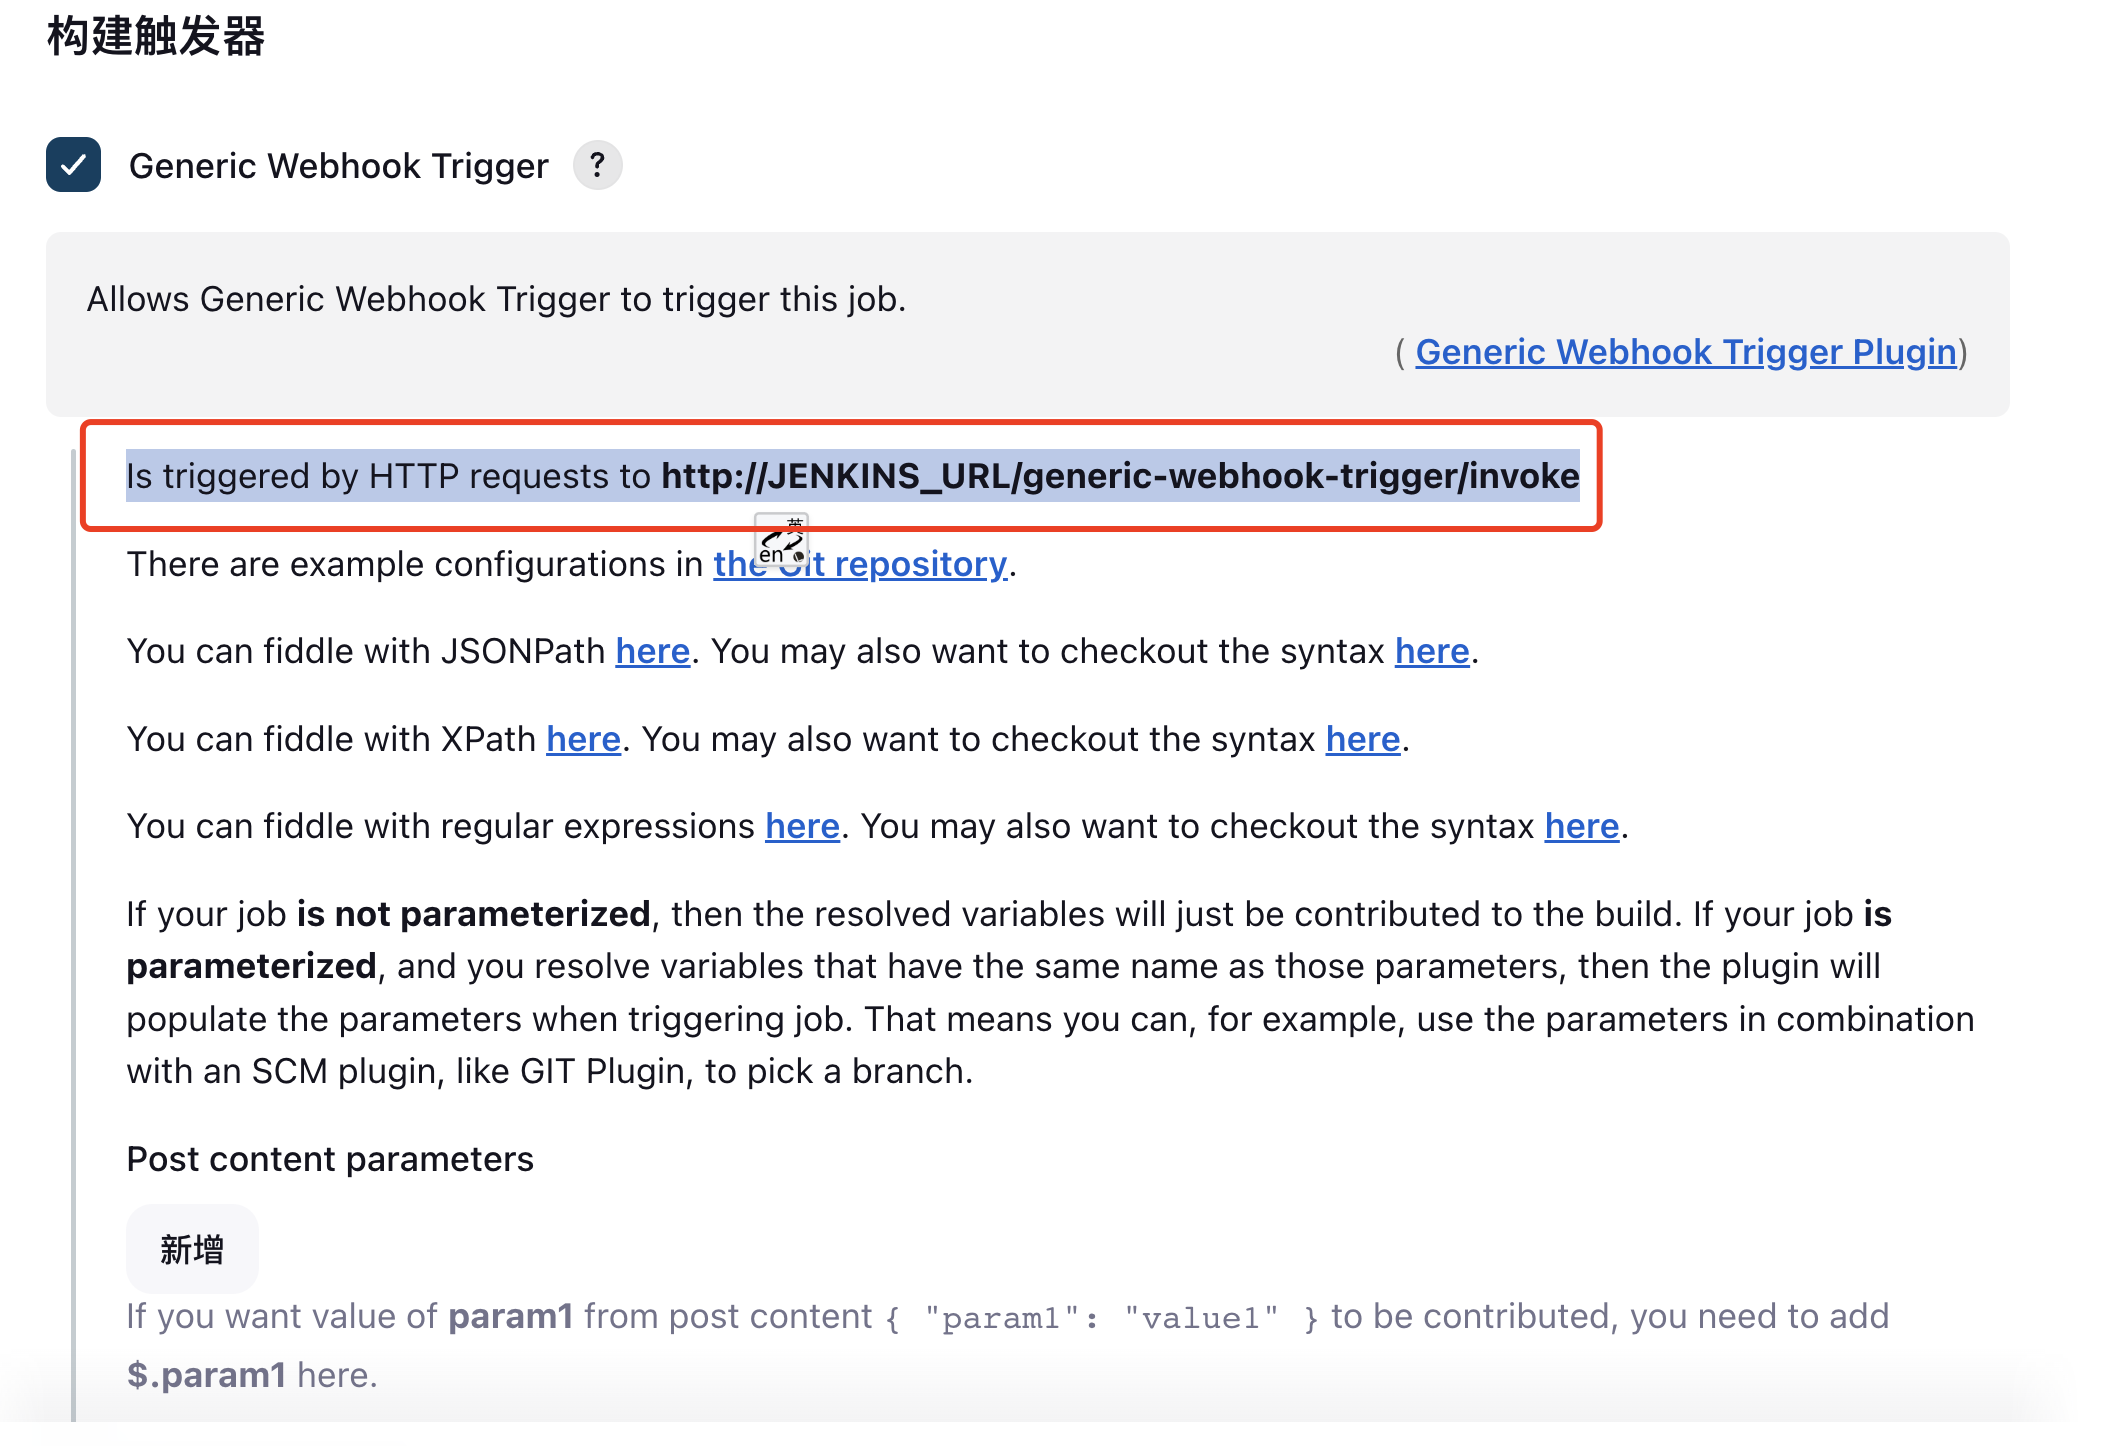 构建触发器
Generic Webhook Trigger ?
Allows Generic Webhook Trigger to trigger this job.
( Generic Webhook Trigger Plugin)
Is triggered by HTTP requests to http://JENKINS_URL/generic-webhook-trigger/invoke
英
en
There are example configurations in the Git repository.
You can fiddle with JSONPath here. You may also want to checkout the syntax here.
You can fiddle with XPath here. You may also want to checkout the syntax here.
You can fiddle with regular expressions here. You may also want to checkout the syntax here.
If your job is not parameterized, then the resolved variables will just be contributed to the build. If your job is
parameterized, and you resolve variables that have the same name as those parameters, then the plugin will
populate the parameters when triggering job. That means you can, for example, use the parameters in combination
with an SCM plugin, like GIT Plugin, to pick a branch.
Post content parameters
新增
If you want value of param1 from post content { "param1": "value1" } to be contributed, you need to add
$.param1 here.